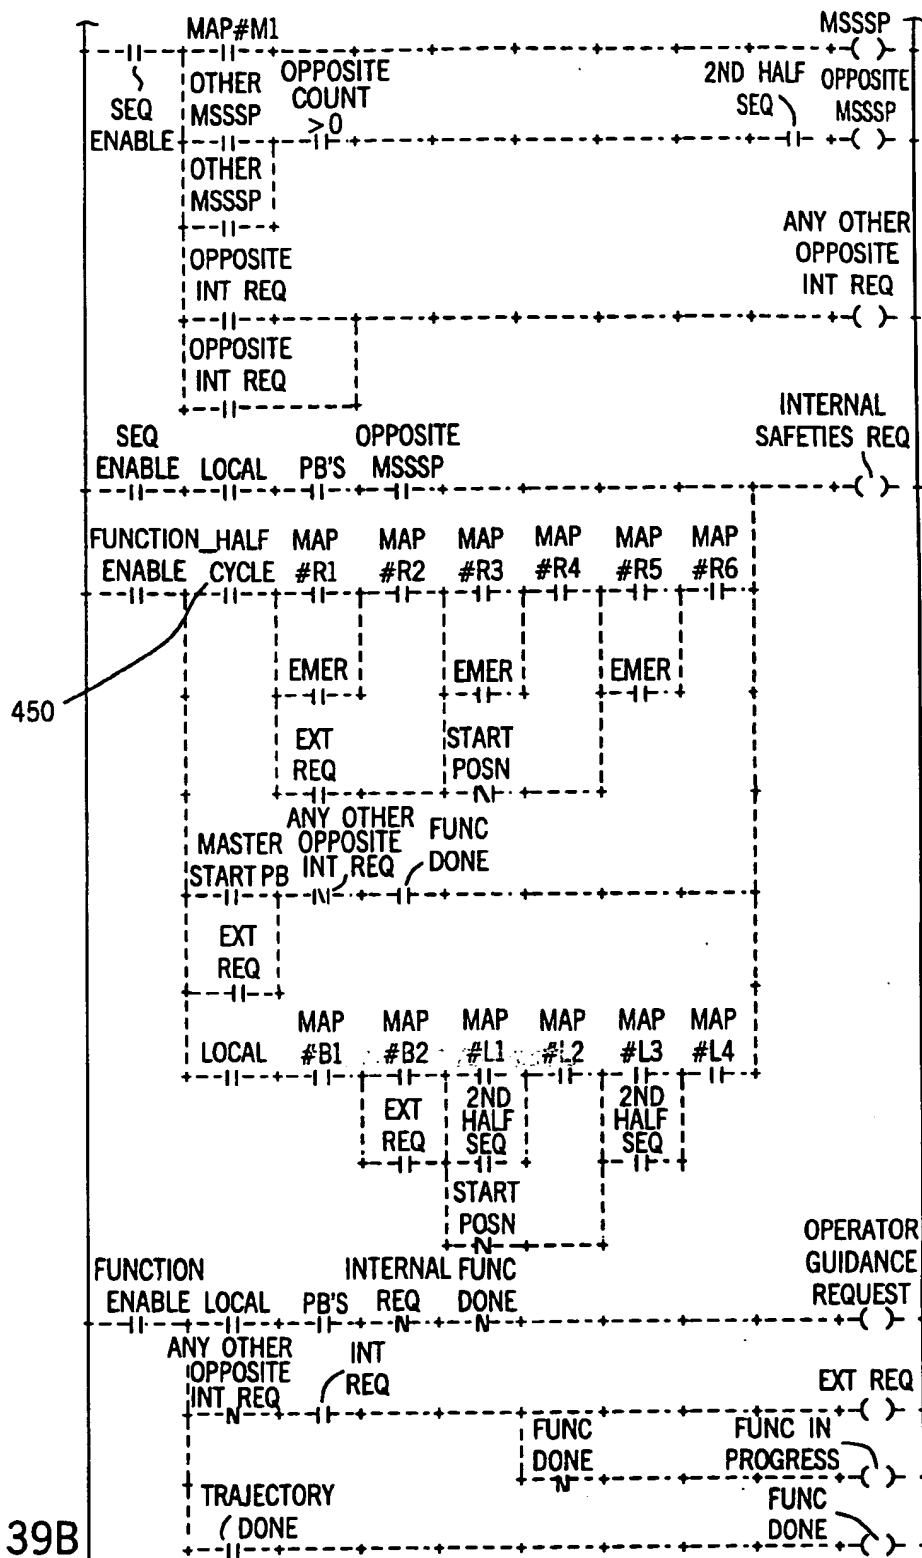 MAP#M1 MSSSP
OTHER OPPOSITE 2ND HALF OPPOSITE
SEQ MSSSP COUNT SEQ MSSSP
ENABLE >0
OTHER
MSSSP
ANY OTHER
OPPOSITE OPPOSITE
INT REQ INT REQ
OPPOSITE
INT REQ
INTERNAL
SEQ OPPOSITE SAFETIES REQ
ENABLE LOCAL PB'S MSSSP
FUNCTION_HALF MAP MAP MAP MAP MAP MAP
ENABLE CYCLE #R1 #R2 #R3 #R4 #R5 #R6
EMER EMER EMER
450
EXT START
REQ POSN
ANY OTHER
MASTER OPPOSITE FUNC
START PB INT REQ DONE
EXT
REQ
MAP MAP MAP MAP MAP MAP
LOCAL #B1 #B2 #L1 #L2 #L3 #L4
EXT 2ND 2ND
REQ HALF HALF
SEQ SEQ
START
POSN
OPERATOR
FUNCTION INTERNAL FUNC GUIDANCE
ENABLE LOCAL PB'S REQ DONE REQUEST
ANY OTHER INT
OPPOSITE REQ
INT REQ EXT REQ
FUNC FUNC IN
DONE PROGRESS
TRAJECTORY FUNC
DONE DONE
39B